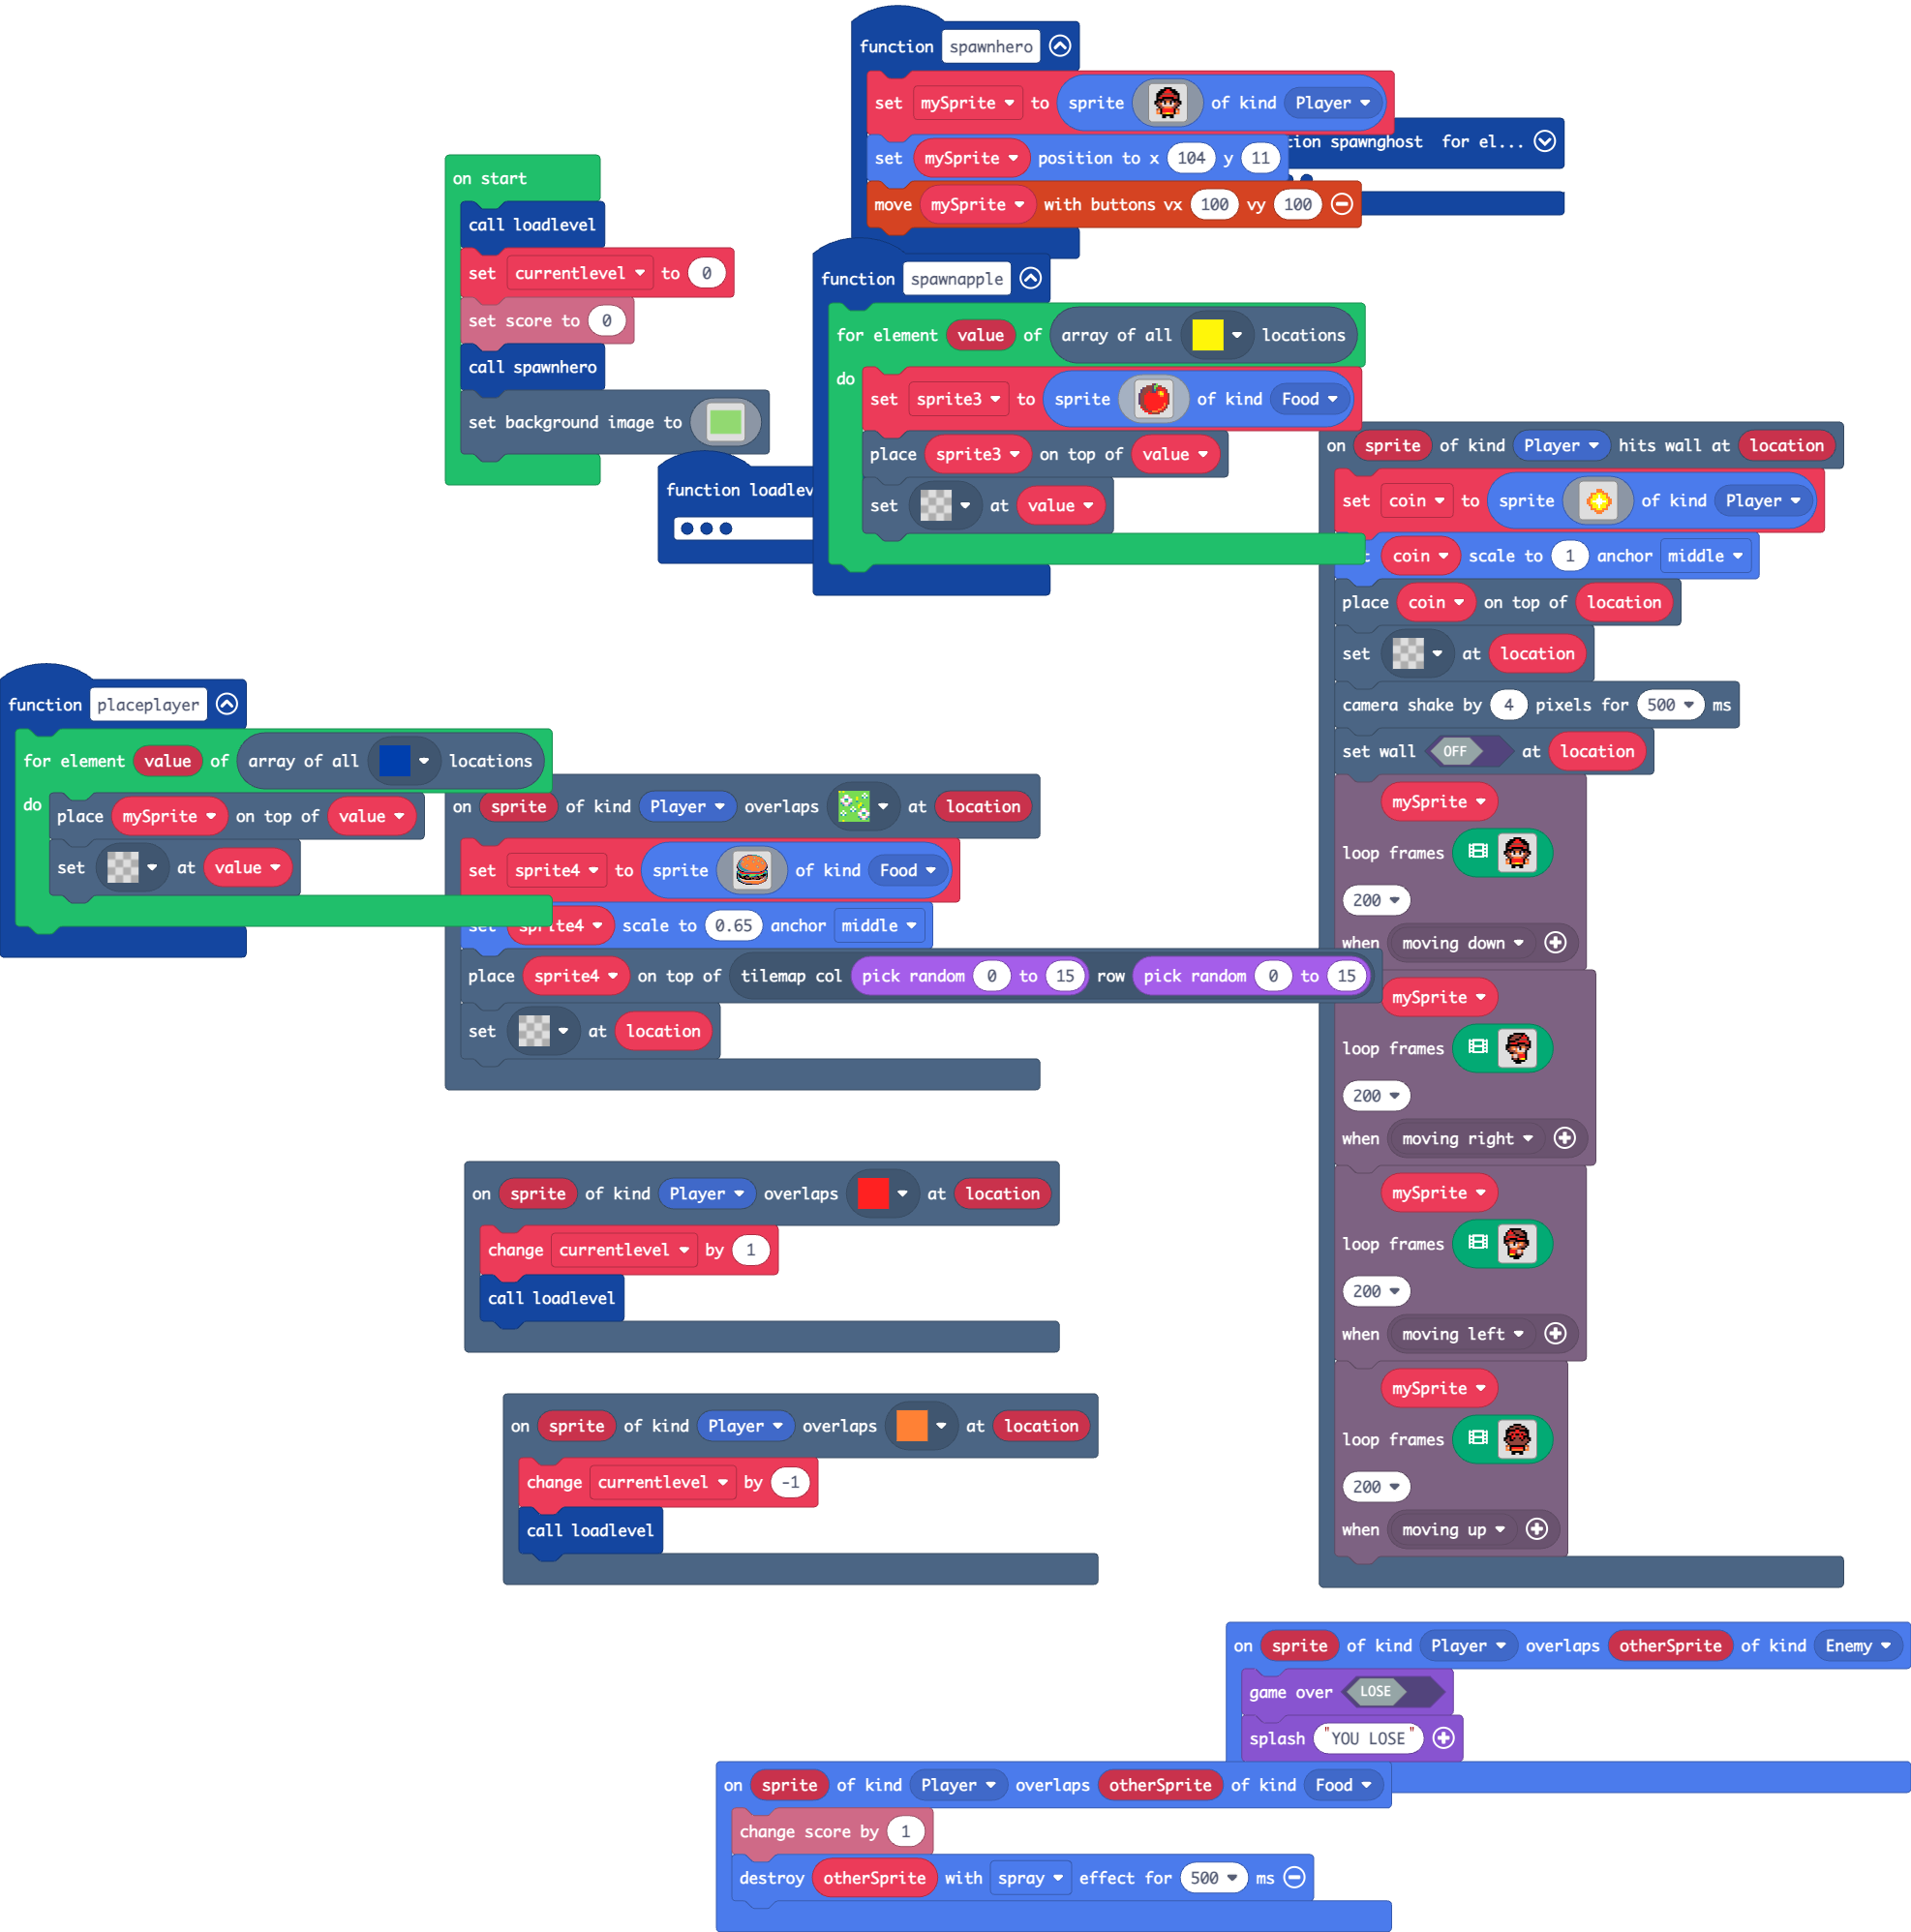 function spawnhero
set mySprite to sprite of kind Player
set mySprite position to x 104 y 11
move mySprite with buttons vx 100 vy 100
spawnghost for el...
on start
call loadlevel
set currentlevel to 0
set score to 0
call spawnhero
set background image to
function
function spawnapple
for element value of array of all locations
do
set sprite3 to sprite of kind Food
place sprite3 on top of value
set at value
on sprite of kind Player hits wall at location
set coin to sprite of kind Player
coin scale to 1 anchor middle
place coin on top of location
set at location
camera shake by 4 pixels for 500 ms
set wall OFF at location
mySprite
loop frames
200
when moving down
mySprite
loop frames
200
when moving right
mySprite
loop frames
200
when moving left
mySprite
loop frames
200
when moving up
function placeplayer
for element value of array of all locations
do
place mySprite on top of value
set at value
on sprite of kind Player overlaps at location
set sprite4 to sprite of kind Food
set sprite4 scale to 0.65 anchor middle
place sprite4 on top of tilemap col pick random 0 to 15 row pick random 0 to 15
set at location
on sprite of kind Player overlaps at location
change currentlevel by 1
call loadlevel
on sprite of kind Player overlaps at location
change currentlevel by -1
call loadlevel
on sprite of kind Player overlaps otherSprite of kind Enemy
game over LOSE
splash "YOU LOSE"
on sprite of kind Player overlaps otherSprite of kind Food
change score by 1
destroy otherSprite with spray effect for 500 ms